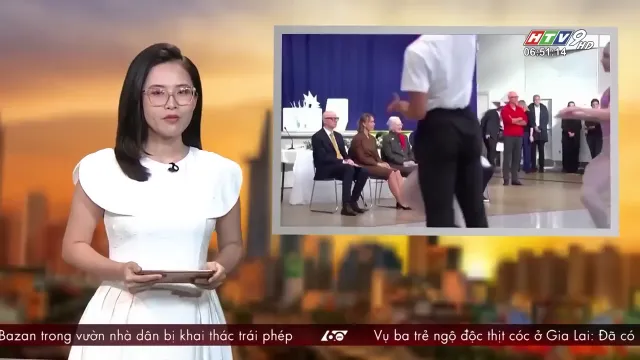 HTV9 HD
06:51:14
Bazan trong vườn nhà dân bị khai thác trái phép
Vụ ba trẻ ngộ độc thịt cóc ở Gia Lai: Đã có